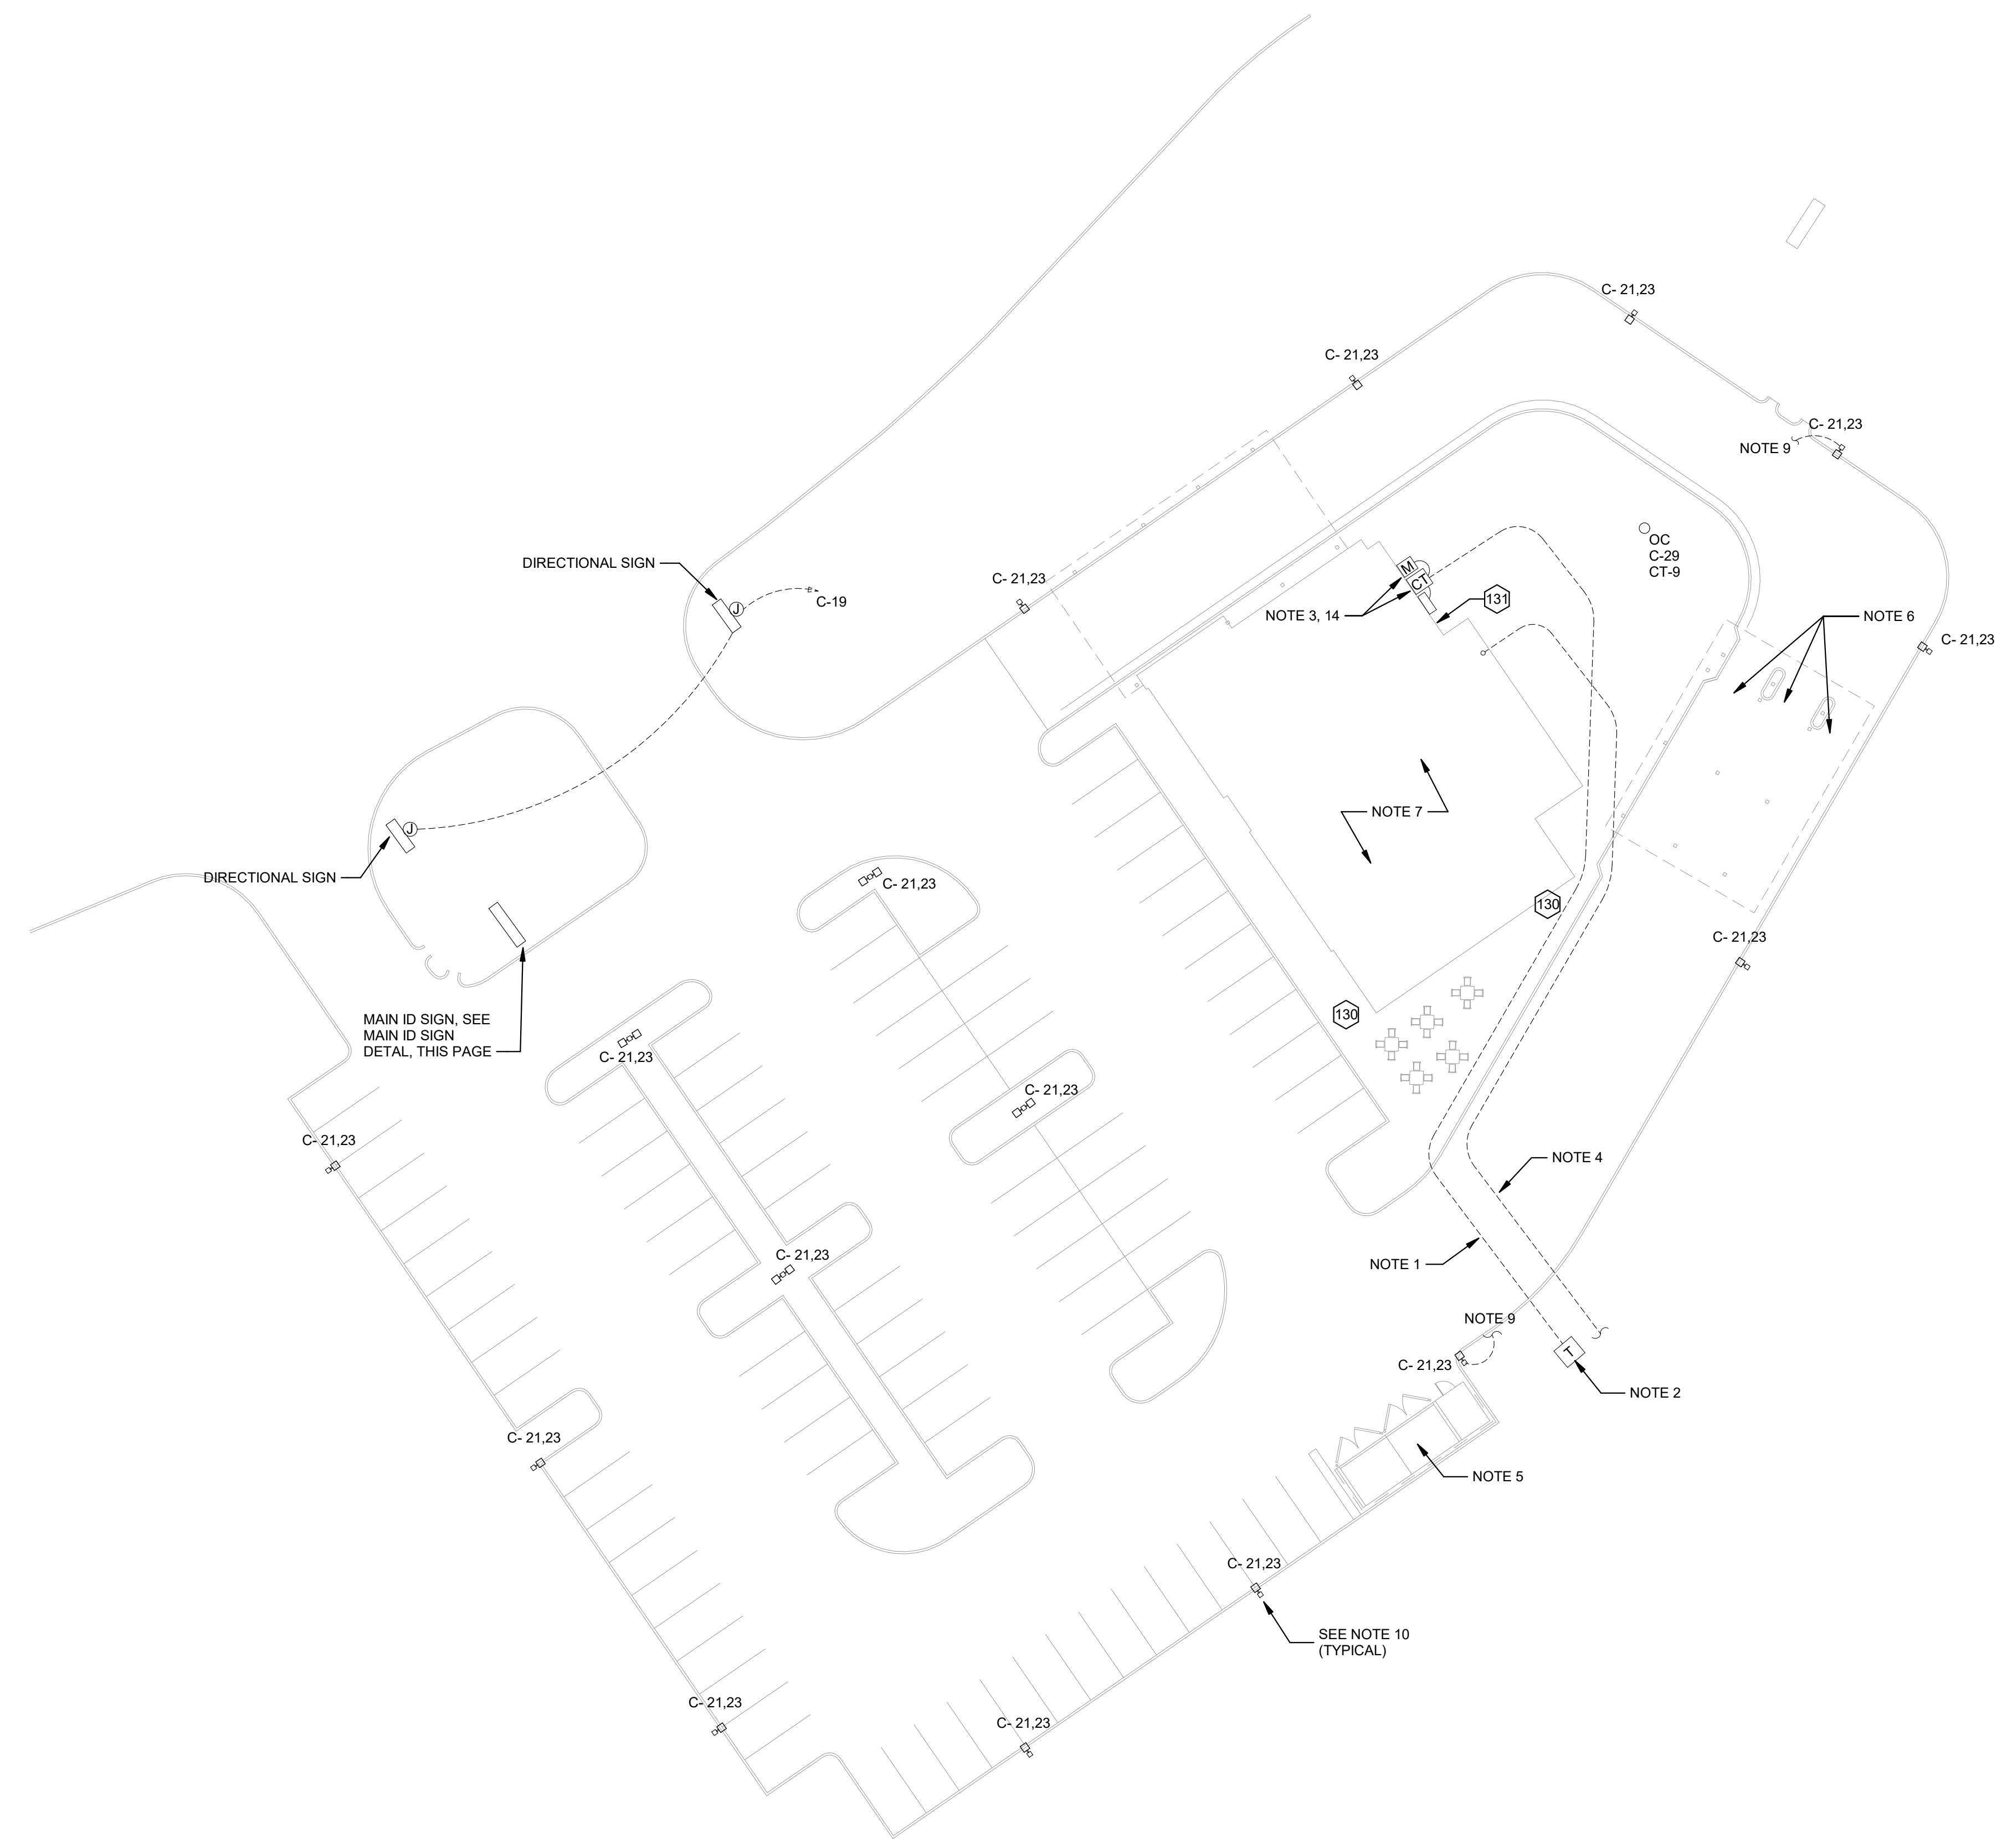 C- 21,23
C- 21,23
C- 21,23
NOTE 9
OC
C-29
CT-9
DIRECTIONAL SIGN
J
C-19
C- 21,23
M
CT
NOTE 3, 14
131
NOTE 6
C- 21,23
NOTE 7
J
DIRECTIONAL SIGN
C- 21,23
130
C- 21,23
130
MAIN ID SIGN, SEE
MAIN ID SIGN
DETAL, THIS PAGE
C- 21,23
C- 21,23
C- 21,23
NOTE 4
C- 21,23
NOTE 1
NOTE 9
C- 21,23
T
NOTE 2
C- 21,23
NOTE 5
C- 21,23
SEE NOTE 10
(TYPICAL)
C- 21,23
C- 21,23